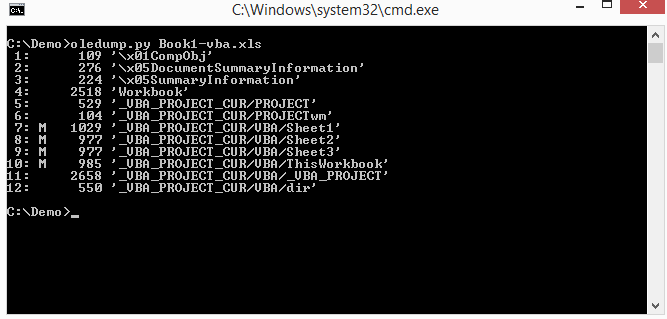 C:\Windows\system32\cmd.exe
C:\Demo>oledump.py Book1-vba.xls
  1:       109 '\x01CompObj'
  2:       276 '\x05DocumentSummaryInformation'
  3:       224 '\x05SummaryInformation'
  4:      2518 'Workbook'
  5:       529 '_VBA_PROJECT_CUR/PROJECT'
  6:       104 '_VBA_PROJECT_CUR/PROJECTwm'
  7: M    1029 '_VBA_PROJECT_CUR/VBA/Sheet1'
  8: M     977 '_VBA_PROJECT_CUR/VBA/Sheet2'
  9: M     977 '_VBA_PROJECT_CUR/VBA/Sheet3'
 10: M     985 '_VBA_PROJECT_CUR/VBA/ThisWorkbook'
 11:      2658 '_VBA_PROJECT_CUR/VBA/_VBA_PROJECT'
 12:       550 '_VBA_PROJECT_CUR/VBA/dir'
C:\Demo>_